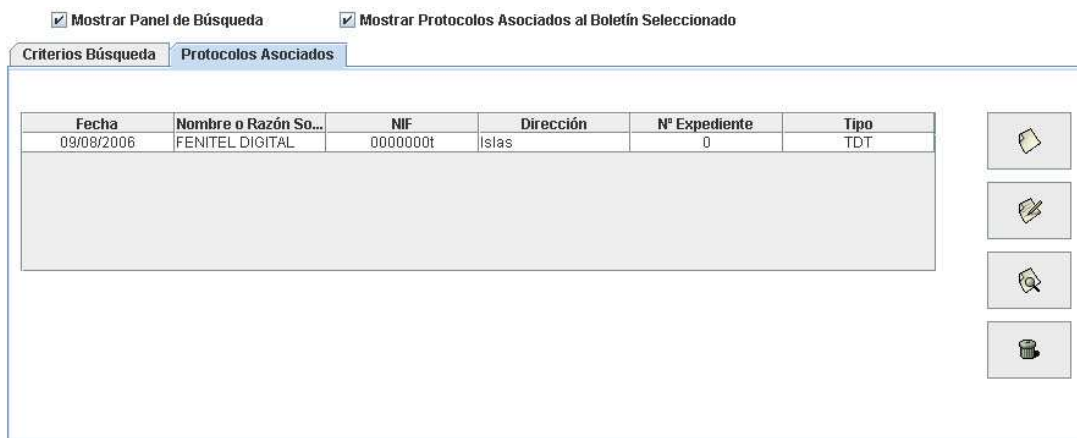 Mostrar Panel de Búsqueda Mostrar Protocolos Asociados al Boletín Seleccionado
Criterios Búsqueda Protocolos Asociados
Fecha Nombre o Razón So... NIF Dirección Nº Expediente Tipo
09/08/2006 FENITEL DIGITAL 0000000t Islas 0 TDT